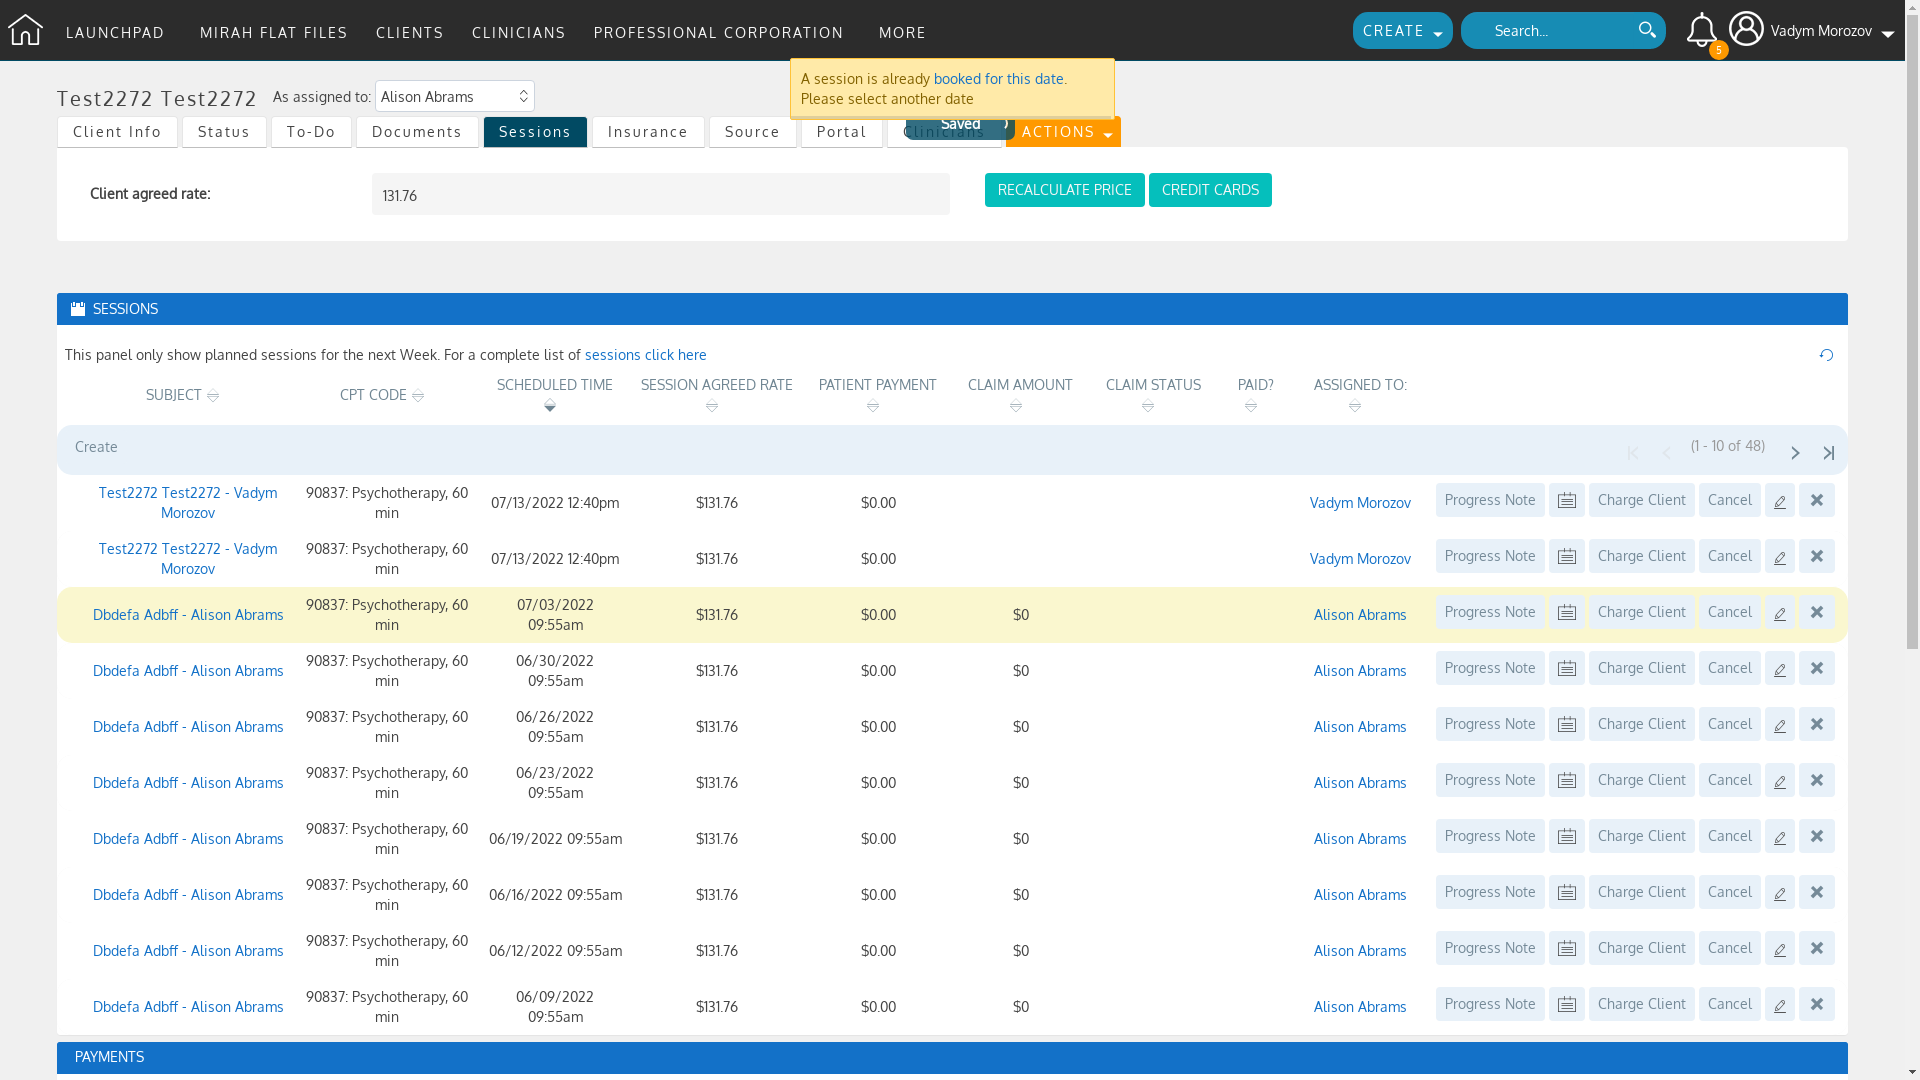 LAUNCHPAD MIRAH FLAT FILES CLIENTS CLINICIANS PROFESSIONAL CORPORATION MORE CREATE Search... 5 Vadym Morozov
A session is already booked for this date.
Please select another date
Saved
Test2272 Test2272 As assigned to: Alison Abrams
Client Info Status To-Do Documents Sessions Insurance Source Portal Clinicians ACTIONS
Client agreed rate: 131.76 RECALCULATE PRICE CREDIT CARDS
SESSIONS
This panel only show planned sessions for the next Week. For a complete list of sessions click here
SUBJECT CPT CODE SCHEDULED TIME SESSION AGREED RATE PATIENT PAYMENT CLAIM AMOUNT CLAIM STATUS PAID? ASSIGNED TO:
Create (1 - 10 of 48)
Test2272 Test2272 - Vadym Morozov 90837: Psychotherapy, 60 min 07/13/2022 12:40pm $131.76 $0.00 Vadym Morozov Progress Note Charge Client Cancel
Test2272 Test2272 - Vadym Morozov 90837: Psychotherapy, 60 min 07/13/2022 12:40pm $131.76 $0.00 Vadym Morozov Progress Note Charge Client Cancel
Dbdefa Adbff - Alison Abrams 90837: Psychotherapy, 60 min 07/03/2022 09:55am $131.76 $0.00 $0 Alison Abrams Progress Note Charge Client Cancel
Dbdefa Adbff - Alison Abrams 90837: Psychotherapy, 60 min 06/30/2022 09:55am $131.76 $0.00 $0 Alison Abrams Progress Note Charge Client Cancel
Dbdefa Adbff - Alison Abrams 90837: Psychotherapy, 60 min 06/26/2022 09:55am $131.76 $0.00 $0 Alison Abrams Progress Note Charge Client Cancel
Dbdefa Adbff - Alison Abrams 90837: Psychotherapy, 60 min 06/23/2022 09:55am $131.76 $0.00 $0 Alison Abrams Progress Note Charge Client Cancel
Dbdefa Adbff - Alison Abrams 90837: Psychotherapy, 60 min 06/19/2022 09:55am $131.76 $0.00 $0 Alison Abrams Progress Note Charge Client Cancel
Dbdefa Adbff - Alison Abrams 90837: Psychotherapy, 60 min 06/16/2022 09:55am $131.76 $0.00 $0 Alison Abrams Progress Note Charge Client Cancel
Dbdefa Adbff - Alison Abrams 90837: Psychotherapy, 60 min 06/12/2022 09:55am $131.76 $0.00 $0 Alison Abrams Progress Note Charge Client Cancel
Dbdefa Adbff - Alison Abrams 90837: Psychotherapy, 60 min 06/09/2022 09:55am $131.76 $0.00 $0 Alison Abrams Progress Note Charge Client Cancel
PAYMENTS